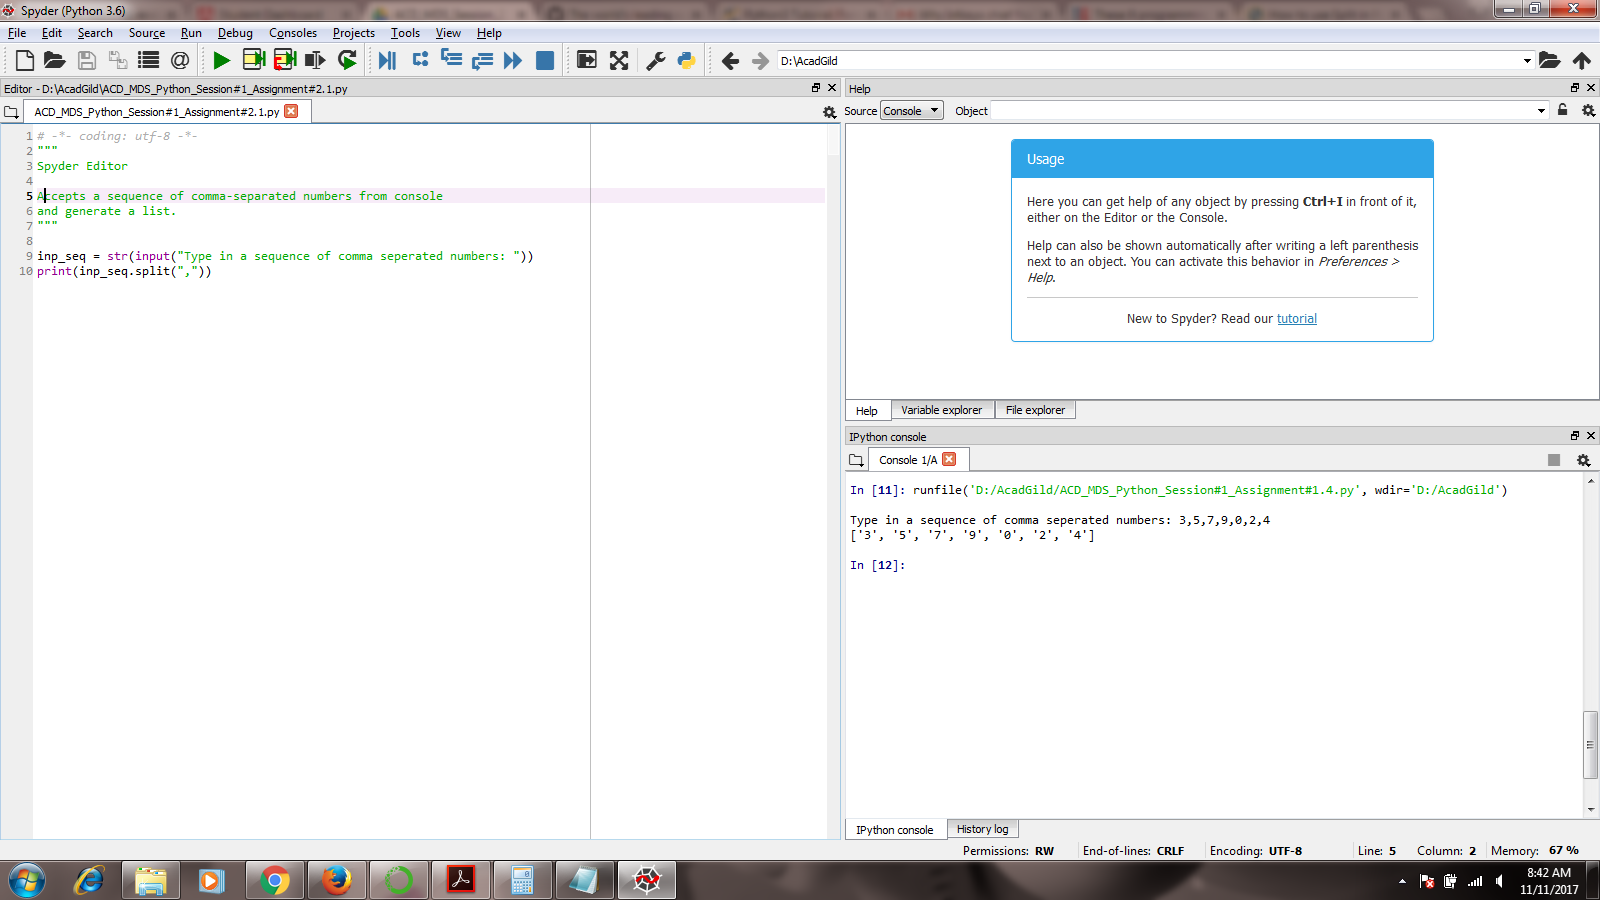 Spyder (Python 3.6)
File Edit Search Source Run Debug Consoles Projects Tools View Help
D:\AcadGild
Editor - D:\AcadGild\ACD_MDS_Python_Session#1_Assignment#2.1.py
ACD_MDS_Python_Session#1_Assignment#2.1.py
1 # -*- coding: utf-8 -*-
2 """
3 Spyder Editor
4
5 Accepts a sequence of comma-separated numbers from console
6 and generate a list.
7 """
8
9 inp_seq = str(input("Type in a sequence of comma seperated numbers: "))
10 print(inp_seq.split(","))
Help
Source Console Object
Usage
Here you can get help of any object by pressing Ctrl+I in front of it,
either on the Editor or the Console.
Help can also be shown automatically after writing a left parenthesis
next to an object. You can activate this behavior in Preferences >
Help.
New to Spyder? Read our tutorial
Help Variable explorer File explorer
IPython console
Console 1/A
In [11]: runfile('D:/AcadGild/ACD_MDS_Python_Session#1_Assignment#1.4.py', wdir='D:/AcadGild')
Type in a sequence of comma seperated numbers: 3,5,7,9,0,2,4
['3', '5', '7', '9', '0', '2', '4']
In [12]:
IPython console History log
Permissions: RW End-of-lines: CRLF Encoding: UTF-8 Line: 5 Column: 2 Memory: 67 %
8:42 AM
11/11/2017